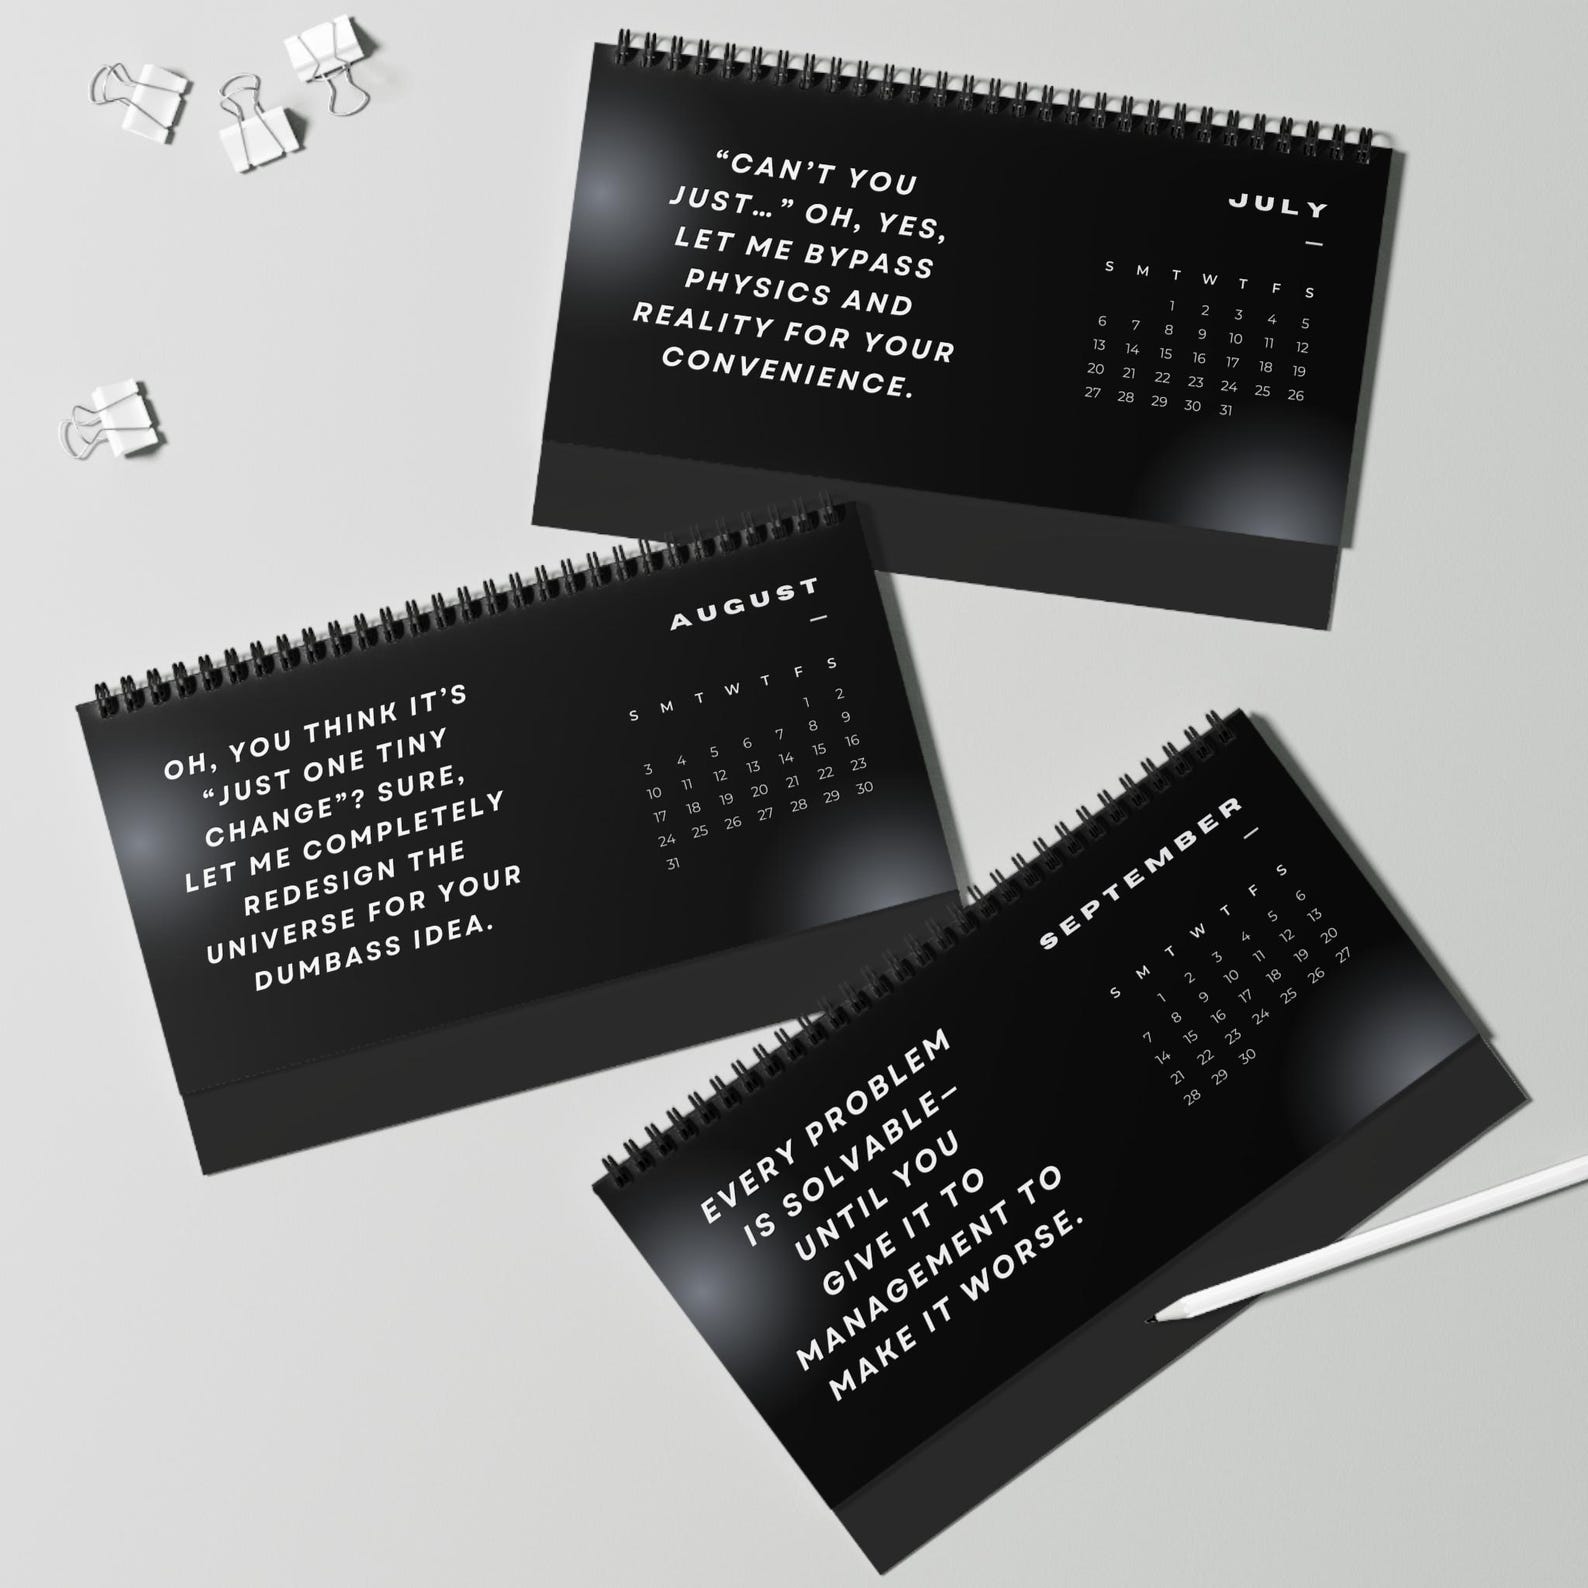 “CAN’T YOU
JUST...” OH, YES,
LET ME BYPASS
PHYSICS AND
REALITY FOR YOUR
CONVENIENCE.
JULY
—
S M T W T F S
1 2 3 4 5
6 7 8 9 10 11 12
13 14 15 16 17 18 19
20 21 22 23 24 25 26
27 28 29 30 31
OH, YOU THINK IT’S
“JUST ONE TINY
CHANGE”? SURE,
LET ME COMPLETELY
REDESIGN THE
UNIVERSE FOR YOUR
DUMBASS IDEA.
AUGUST
—
S M T W T F S
1 2
3 4 5 6 7 8 9
10 11 12 13 14 15 16
17 18 19 20 21 22 23
24 25 26 27 28 29 30
31
EVERY PROBLEM
IS SOLVABLE—
UNTIL YOU
GIVE IT TO
MANAGEMENT TO
MAKE IT WORSE.
SEPTEMBER
—
S M T W T F S
1 2 3 4 5 6
7 8 9 10 11 12 13
14 15 16 17 18 19 20
21 22 23 24 25 26 27
28 29 30